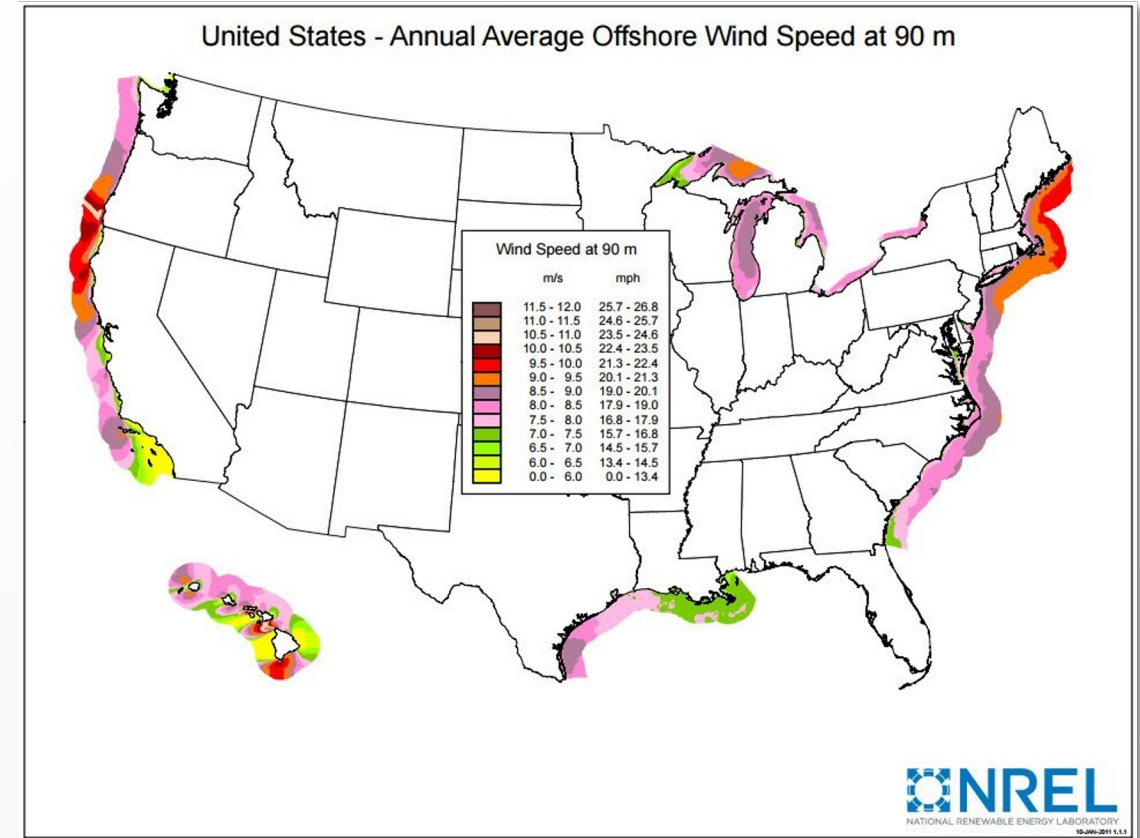 United States - Annual Average Offshore Wind Speed at 90 m
Wind Speed at 90 m
m/s mph
11.5 - 12.0 25.7 - 26.8
11.0 - 11.5 24.6 - 25.7
10.5 - 11.0 23.5 - 24.6
10.0 - 10.5 22.4 - 23.5
9.5 - 10.0 21.3 - 22.4
9.0 - 9.5 20.1 - 21.3
8.5 - 9.0 19.0 - 20.1
8.0 - 8.5 17.9 - 19.0
7.5 - 8.0 16.8 - 17.9
7.0 - 7.5 15.7 - 16.8
6.5 - 7.0 14.5 - 15.7
6.0 - 6.5 13.4 - 14.5
0.0 - 6.0 0.0 - 13.4
NREL
NATIONAL RENEWABLE ENERGY LABORATORY
10-JAN-2011 1.1.1